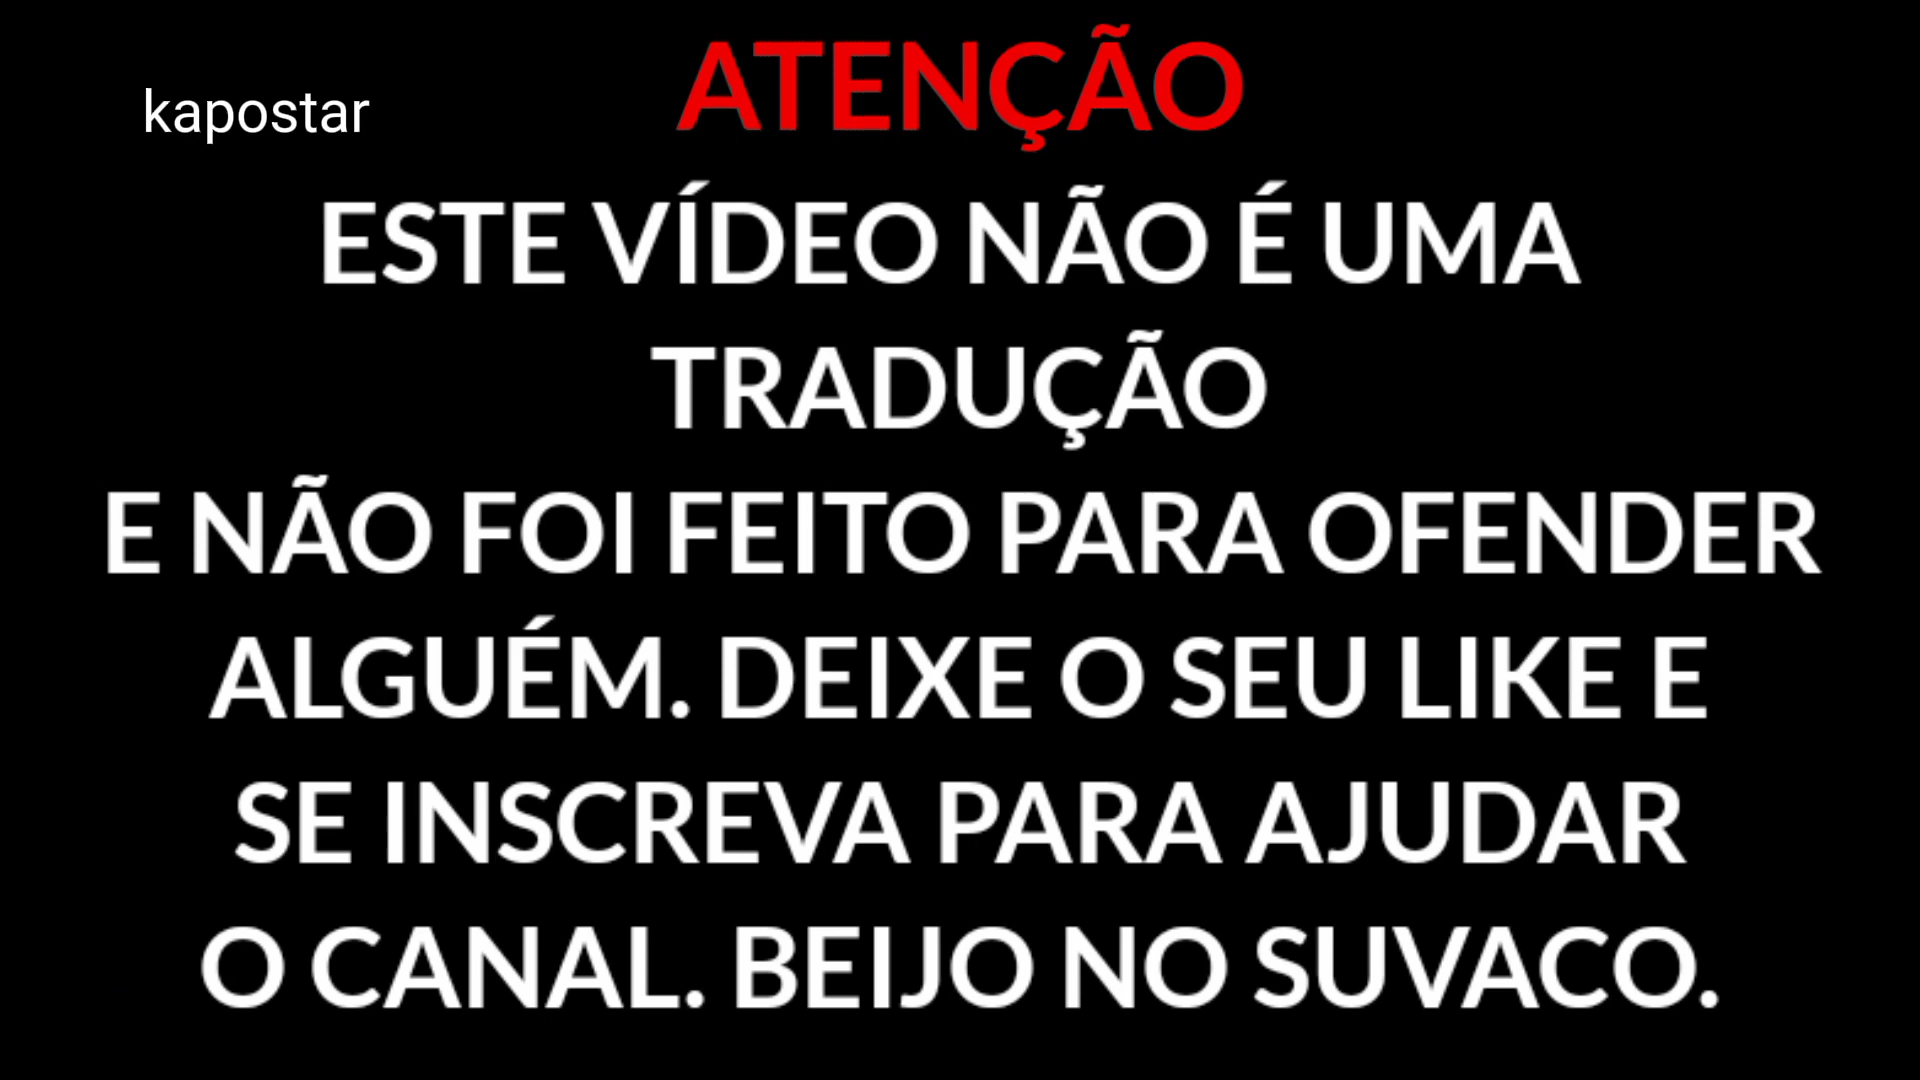 ATENÇÃO
kapostar
ESTE VÍDEO NÃO É UMA
TRADUÇÃO
E NÃO FOI FEITO PARA OFENDER
ALGUÉM. DEIXE O SEU LIKE E
SE INSCREVA PARA AJUDAR
O CANAL. BEIJO NO SUVACO.